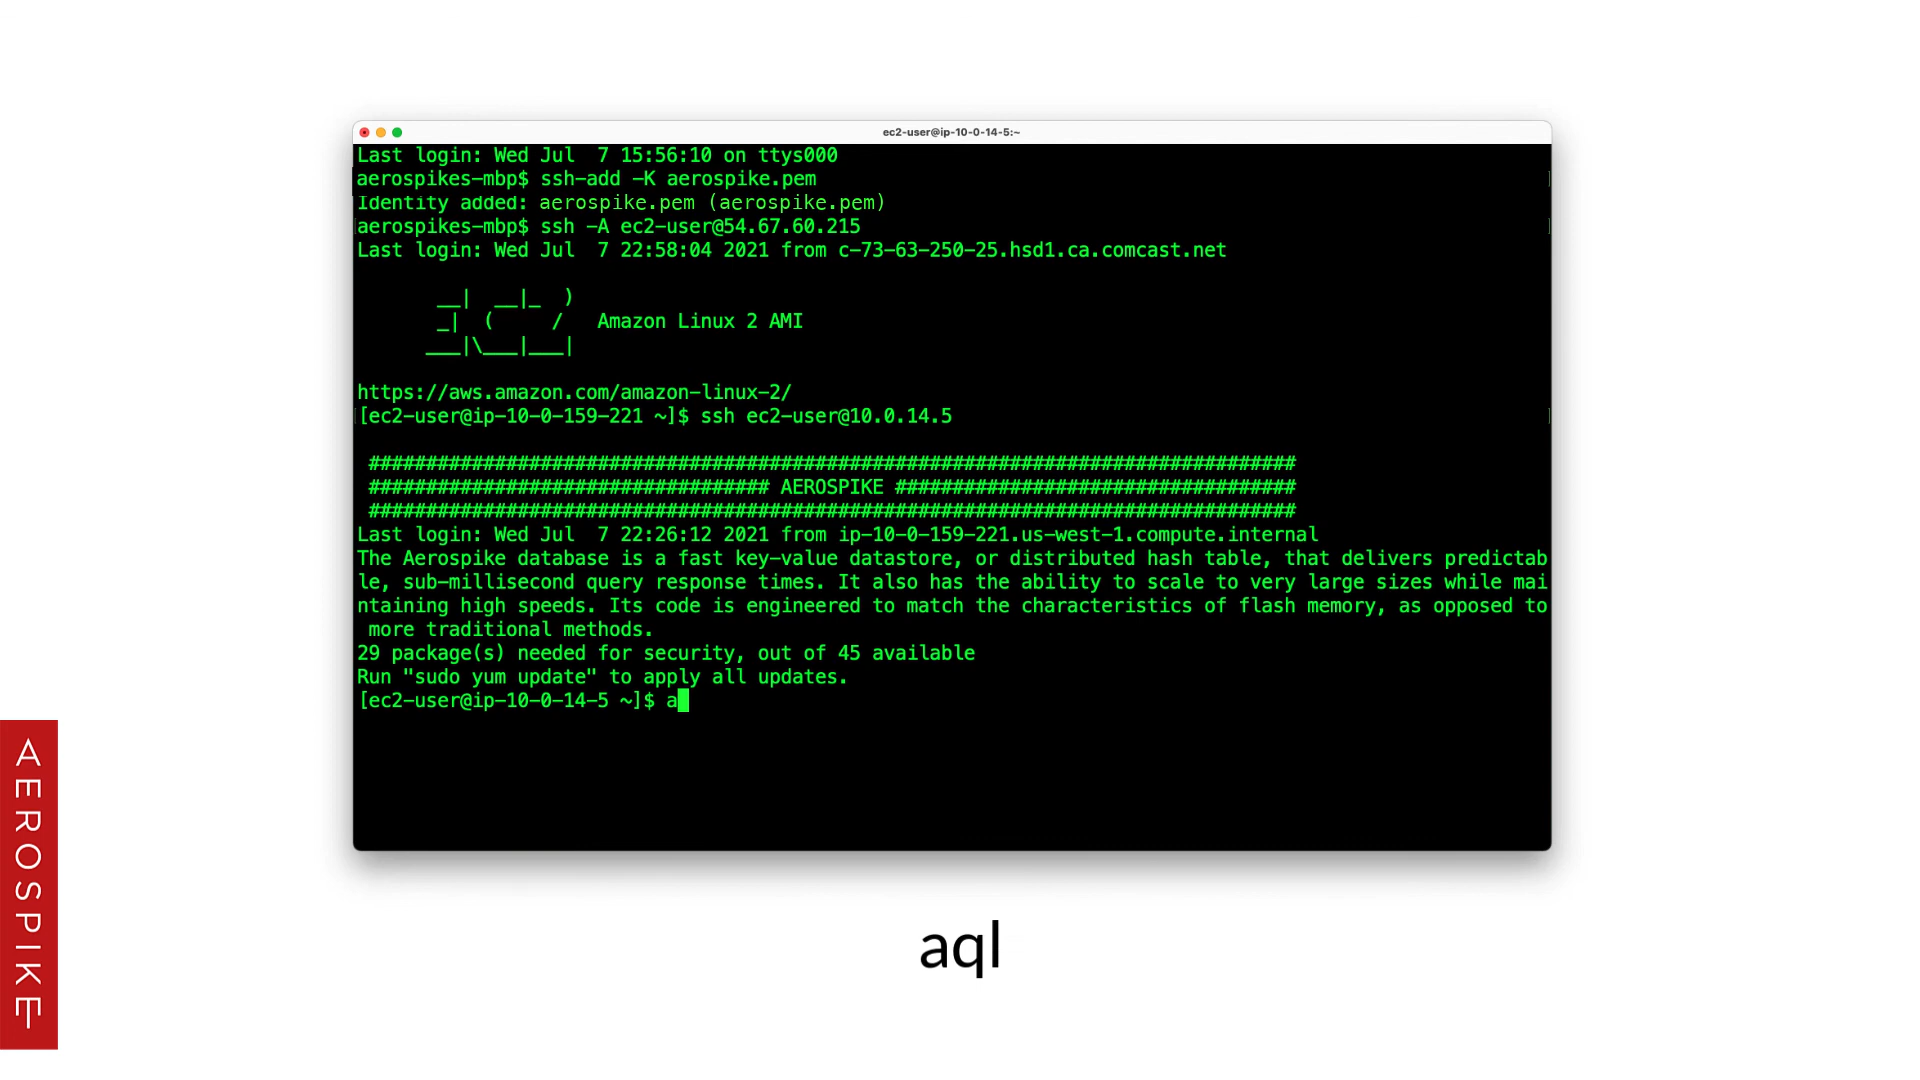 ec2-user@ip-10-0-14-5:~
Last login: Wed Jul  7 15:56:10 on ttys000
aerospikes-mbp$ ssh-add -K aerospike.pem
Identity added: aerospike.pem (aerospike.pem)
aerospikes-mbp$ ssh -A ec2-user@54.67.60.215
Last login: Wed Jul  7 22:58:04 2021 from c-73-63-250-25.hsd1.ca.comcast.net
       __|  __|_  )
       _|  (     /   Amazon Linux 2 AMI
      ___|\___|___|
https://aws.amazon.com/amazon-linux-2/
[ec2-user@ip-10-0-159-221 ~]$ ssh ec2-user@10.0.14.5
#################################################################################
################################### AEROSPIKE ###################################
#################################################################################
Last login: Wed Jul  7 22:26:12 2021 from ip-10-0-159-221.us-west-1.compute.internal
The Aerospike database is a fast key-value datastore, or distributed hash table, that delivers predictab
le, sub-millisecond query response times. It also has the ability to scale to very large sizes while mai
ntaining high speeds. Its code is engineered to match the characteristics of flash memory, as opposed to
 more traditional methods.
29 package(s) needed for security, out of 45 available
Run "sudo yum update" to apply all updates.
[ec2-user@ip-10-0-14-5 ~]$ a
aql
AEROSPIKE